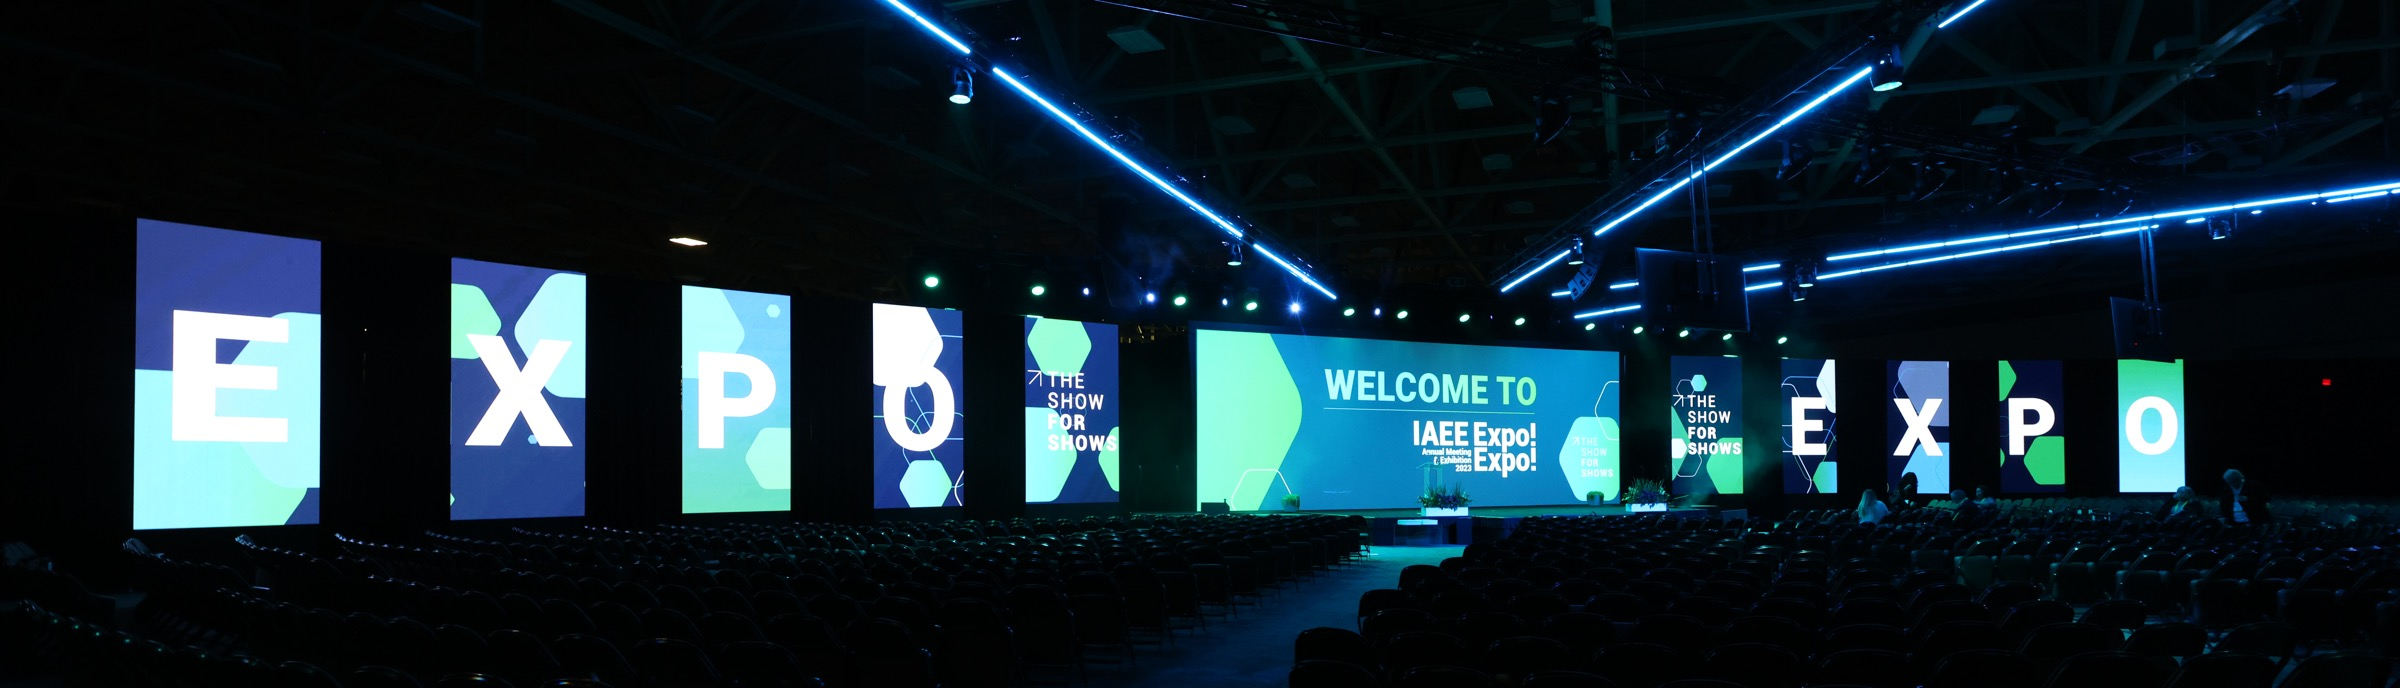 E
X
P
O
THE
SHOW
FOR
SHOWS
WELCOME TO
IAEE Expo!
Annual Meeting
& Exhibition
2023 Expo!
THE
SHOW
FOR
SHOWS
THE
SHOW
FOR
SHOWS
E
X
P
O